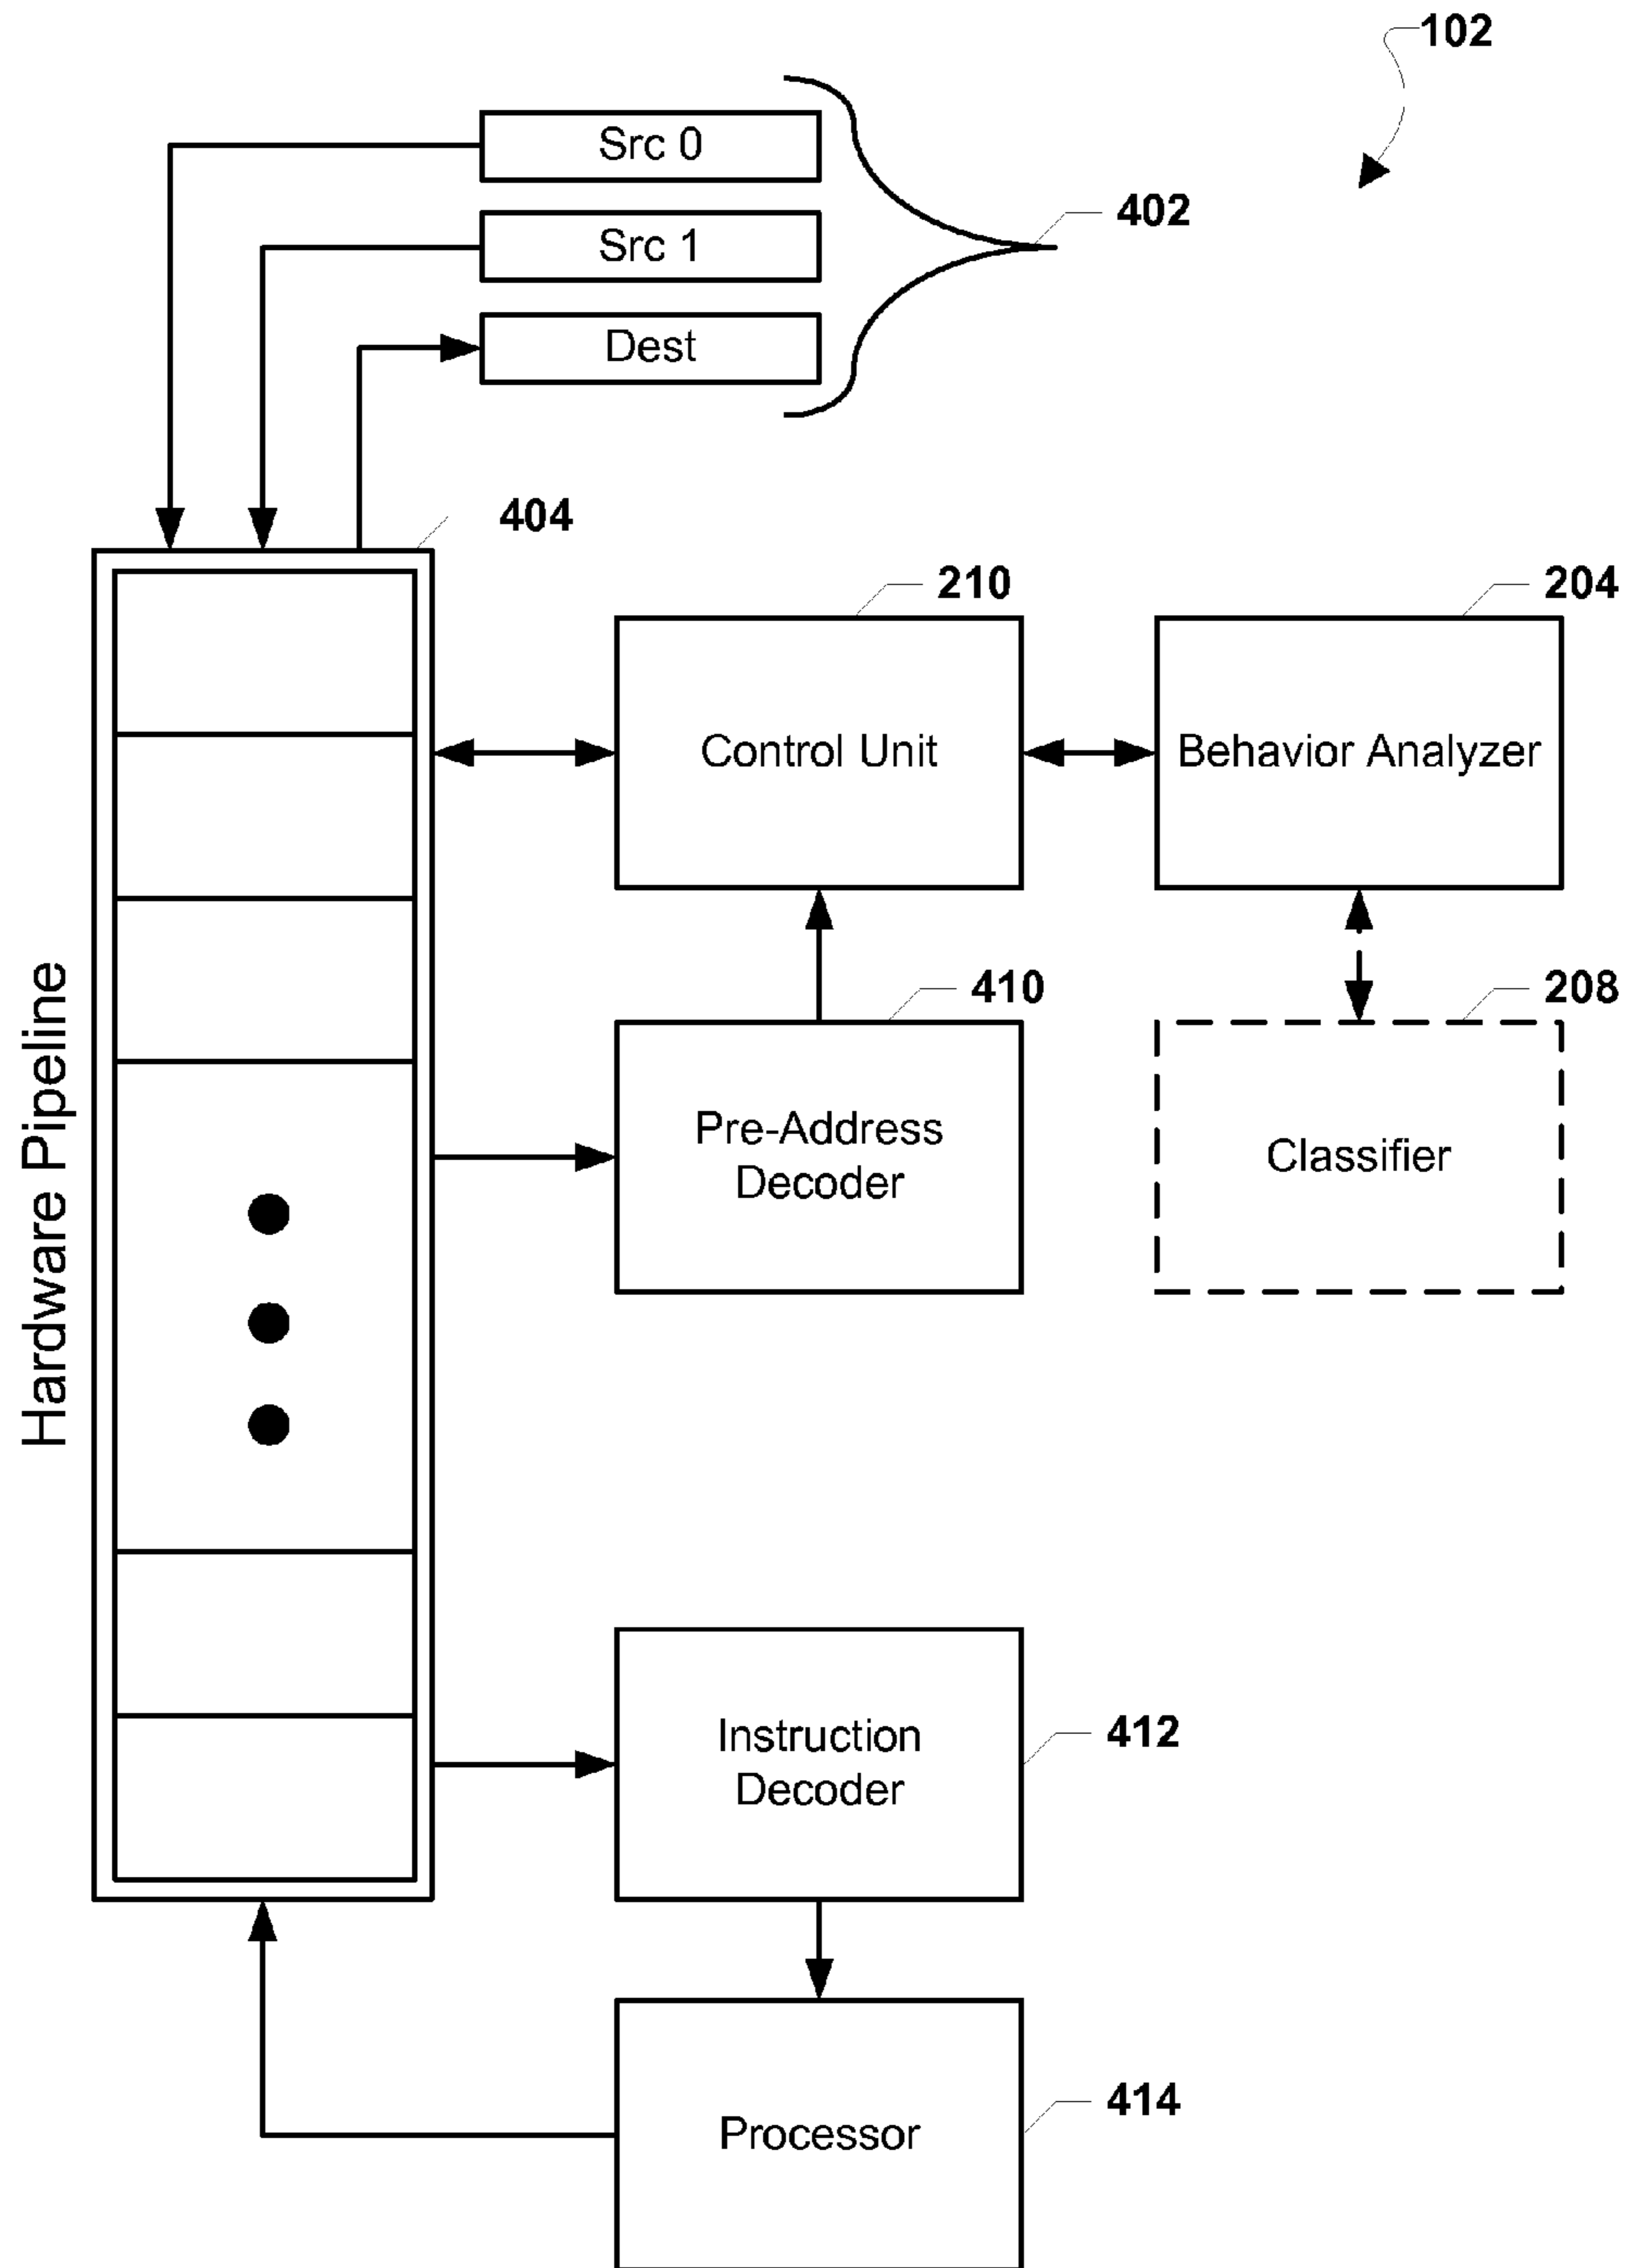 102
Src 0
402
Src 1
Dest
404
210
204
Control Unit
Behavior Analyzer
410
208
Hardware Pipeline
Pre-Address
Decoder
Classifier
Instruction
Decoder
412
414
Processor